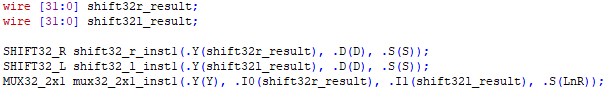 wire [31:0] shift32r_result;
wire [31:0] shift32l_result;
SHIFT32_R shift32_r_inst1(.Y(shift32r_result), .D(D), .S(S));
SHIFT32_L shift32_l_inst1(.Y(shift32l_result), .D(D), .S(S));
MUX32_2x1 mux32_2x1_inst1(.Y(Y), .I0(shift32r_result), .I1(shift32l_result), .S(LnR));